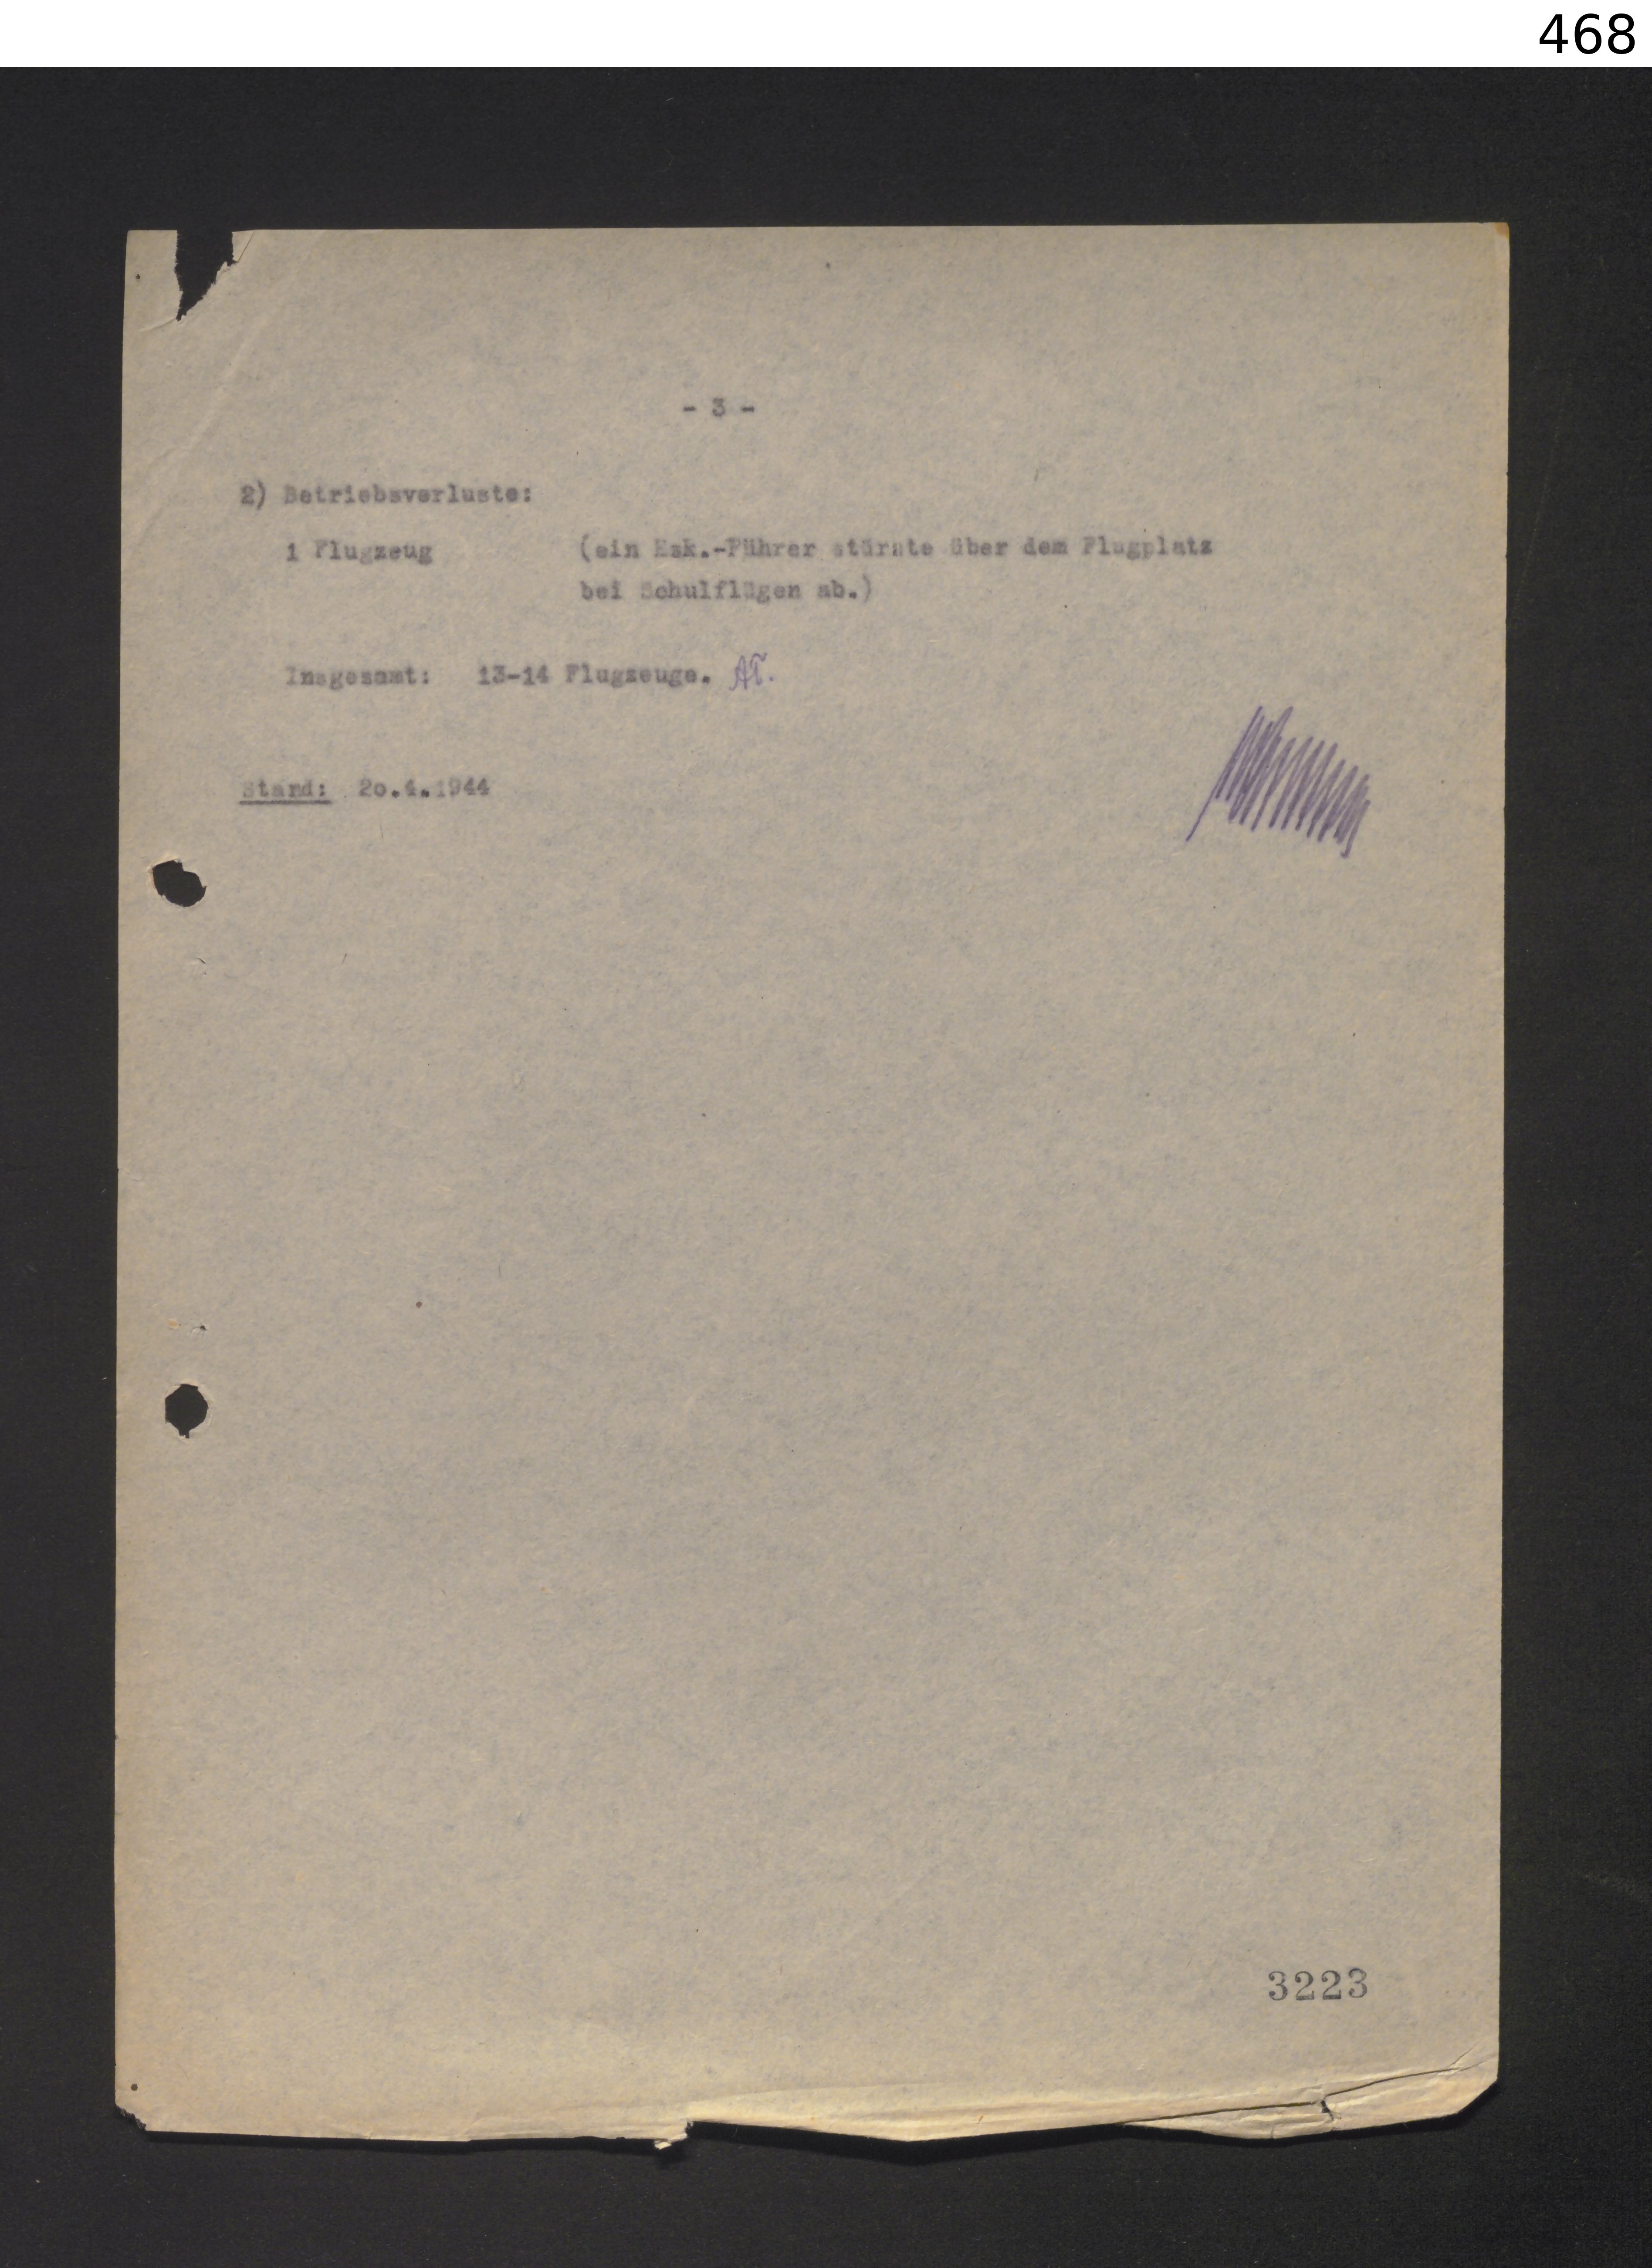 468
- 3 -
2) Betriebsverluste:
1 Flugzeug (ein Esk.-Führer stürzte über dem Flugplatz
bei Schulflügen ab.)
Insgesamt: 13-14 Flugzeuge. AT.
Stand: 20.4.1944
3223